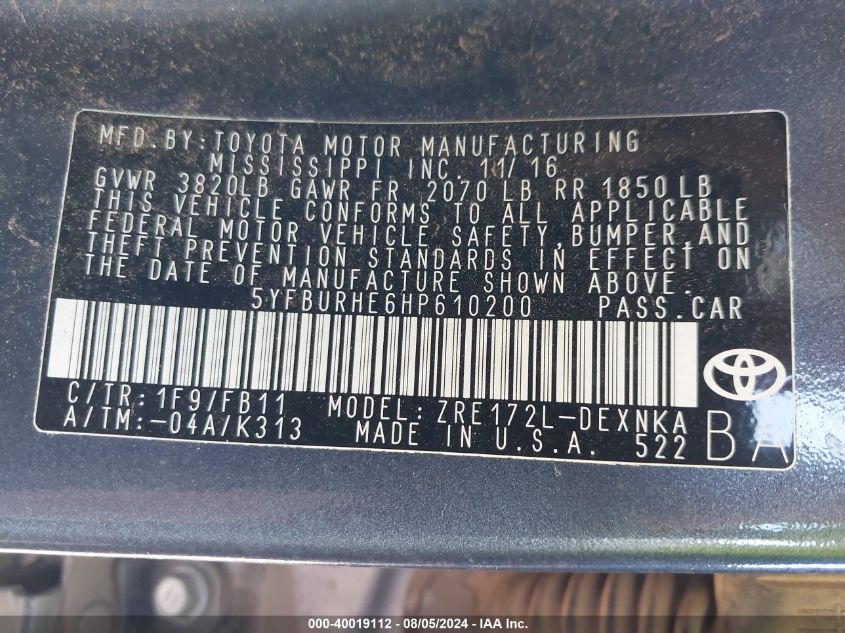 MFD.BY:TOYOTA MOTOR MANUFACTURING
MISSISSIPPI INC. 11/16
GVWR 3820LB GAWR FR 2070 LB RR 1850 LB
THIS VEHICLE CONFORMS TO ALL APPLICABLE
FEDERAL MOTOR VEHICLE SAFETY,BUMPER,AND
THEFT PREVENTION STANDARDS IN EFFECT ON
THE DATE OF MANUFACTURE SHOWN ABOVE.
5YFBURHE6HP610200 PASS.CAR
C/TR:1F9/FB11 MODEL:ZRE172L-DEXNKA
A/TM:-04A/K313 MADE IN U.S.A. 522 BA
000-40019112 - 08/05/2024 - IAA Inc.